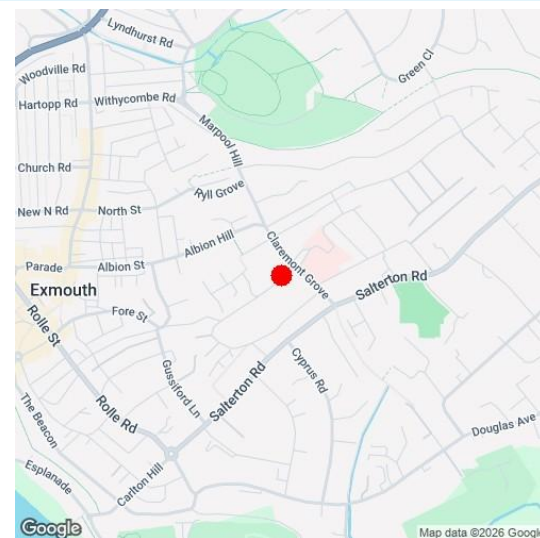 Lyndhurst Rd
Woodville Rd
Green Cl
Hartopp Rd
Withycombe Rd
Marpool Hill
Church Rd
Ryll Grove
New N Rd
North St
Albion Hill
Claremont Grove
Parade
Albion St
Salterton Rd
Exmouth
Fore St
Rolle St
Gussiford Ln
Salterton Rd
Cyprus Rd
The Beacon
Rolle Rd
Douglas Ave
Esplanade
Carlton Hill
Google
Map data ©2026 Google